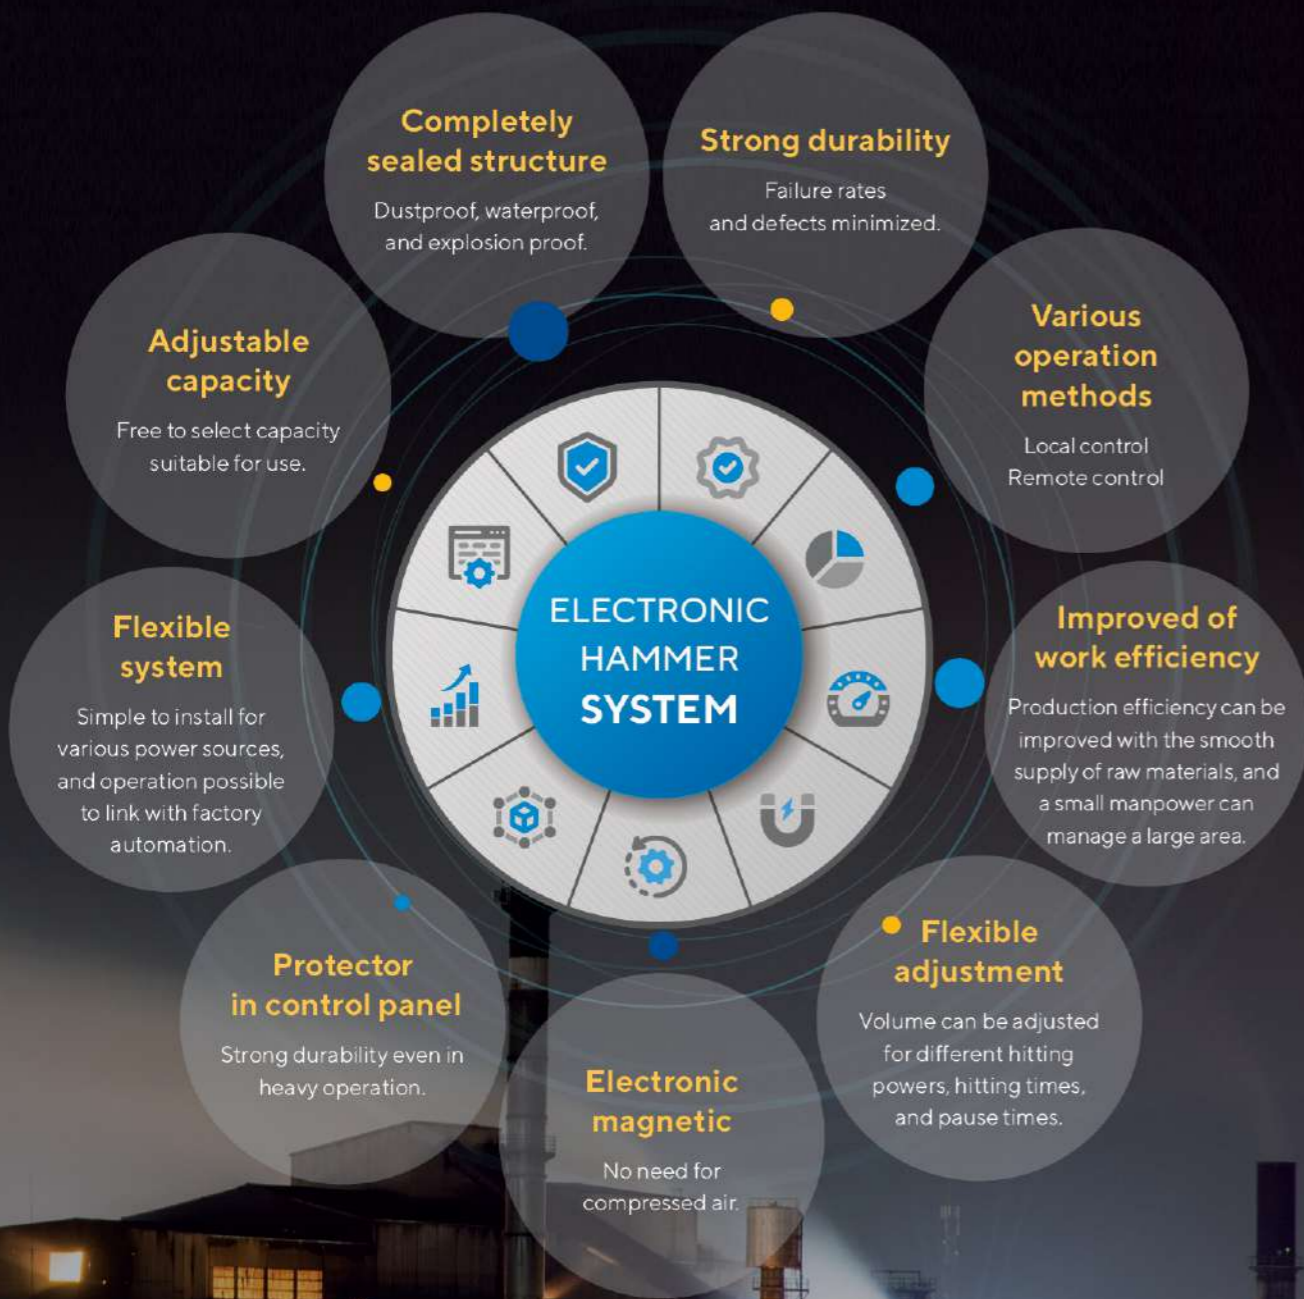 Completely
sealed structure
Dustproof, waterproof,
and explosion proof.
Strong durability
Failure rates
and defects minimized.
Various
operation
methods
Local control
Remote control
Improved of
work efficiency
Production efficiency can be
improved with the smooth
supply of raw materials, and
a small manpower can
manage a large area.
Flexible
adjustment
Volume can be adjusted
for different hitting
powers, hitting times,
and pause times.
Electronic
magnetic
No need for
compressed air.
Protector
in control panel
Strong durability even in
heavy operation.
Flexible
system
Simple to install for
various power sources,
and operation possible
to link with factory
automation.
Adjustable
capacity
Free to select capacity
suitable for use.
ELECTRONIC
HAMMER
SYSTEM